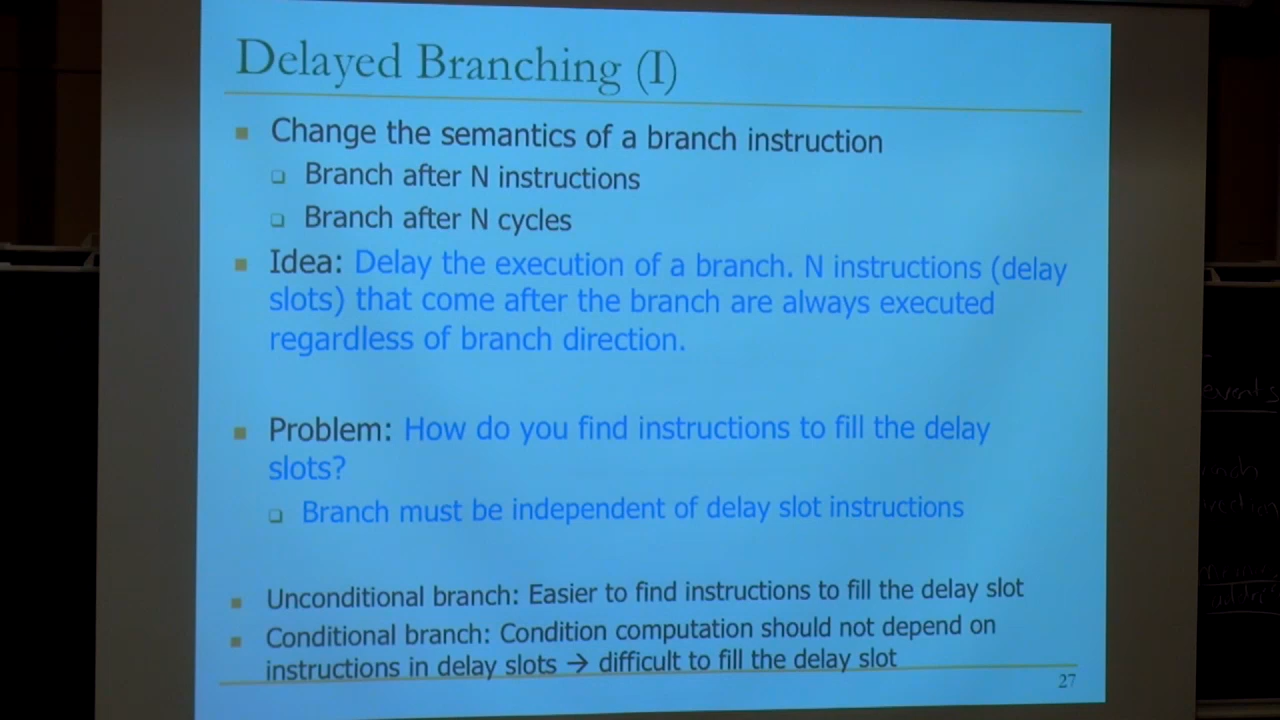 Delayed Branching (I)
Change the semantics of a branch instruction
Branch after N instructions
Branch after N cycles
Idea: Delay the execution of a branch. N instructions (delay
slots) that come after the branch are always executed
regardless of branch direction.
Problem: How do you find instructions to fill the delay
slots?
Branch must be independent of delay slot instructions
Unconditional branch: Easier to find instructions to fill the delay slot
Conditional branch: Condition computation should not depend on
instructions in delay slots → difficult to fill the delay slot
27